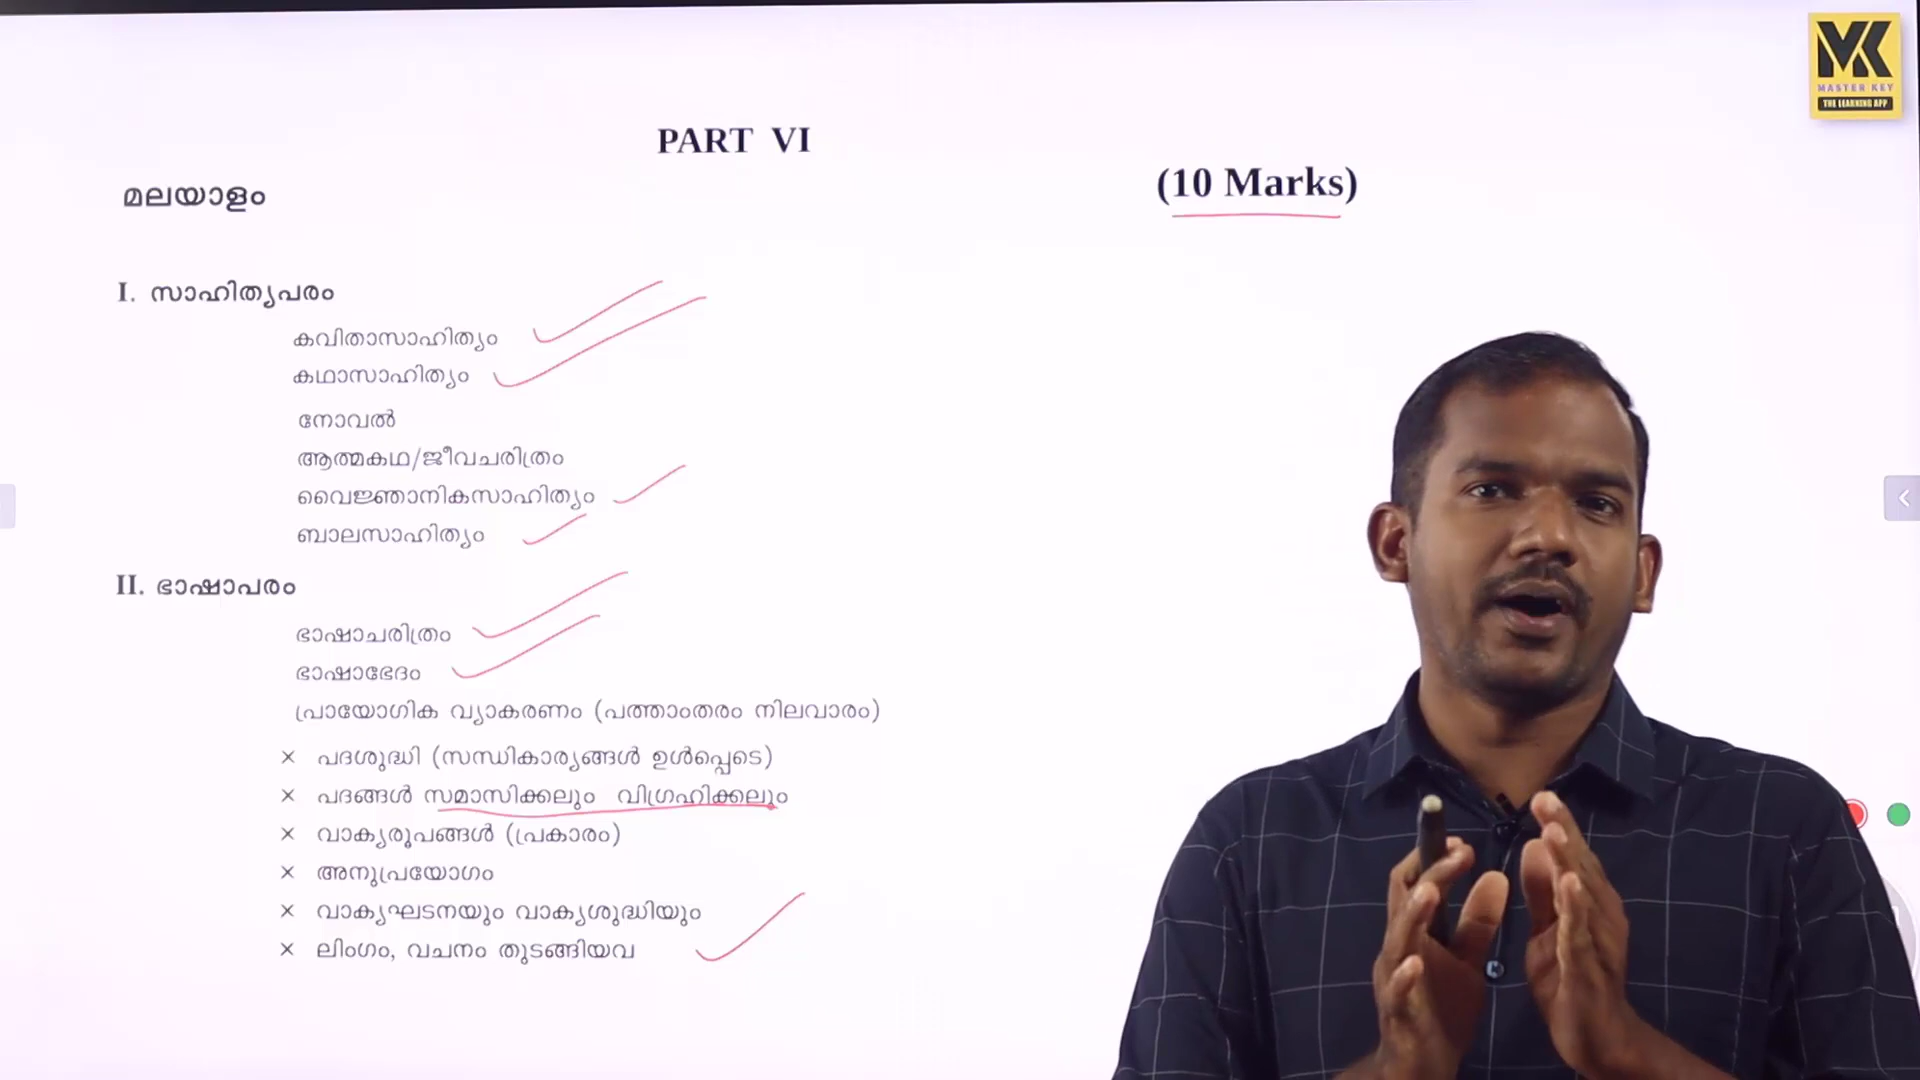 MK
MASTER KEY
THE LEARNING APP
PART VI
(10 Marks)
മലയാളം
I. സാഹിത്യപരം
കവിതാസാഹിത്യം
കഥാസാഹിത്യം
നോവൽ
ആത്മകഥ/ജീവചരിത്രം
വൈജ്ഞാനികസാഹിത്യം
ബാലസാഹിത്യം
II. ഭാഷാപരം
ഭാഷാചരിത്രം
ഭാഷാഭേദം
പ്രായോഗിക വ്യാകരണം (പത്താംതരം നിലവാരം)
× പദശുദ്ധി (സന്ധികാര്യങ്ങൾ ഉൾപ്പെടെ)
× പദങ്ങൾ സമാസിക്കലും വിഗ്രഹിക്കലും
× വാക്യരൂപങ്ങൾ (പ്രകാരം)
× അനുപ്രയോഗം
× വാക്യഘടനയും വാക്യശുദ്ധിയും
× ലിംഗം, വചനം തുടങ്ങിയവ